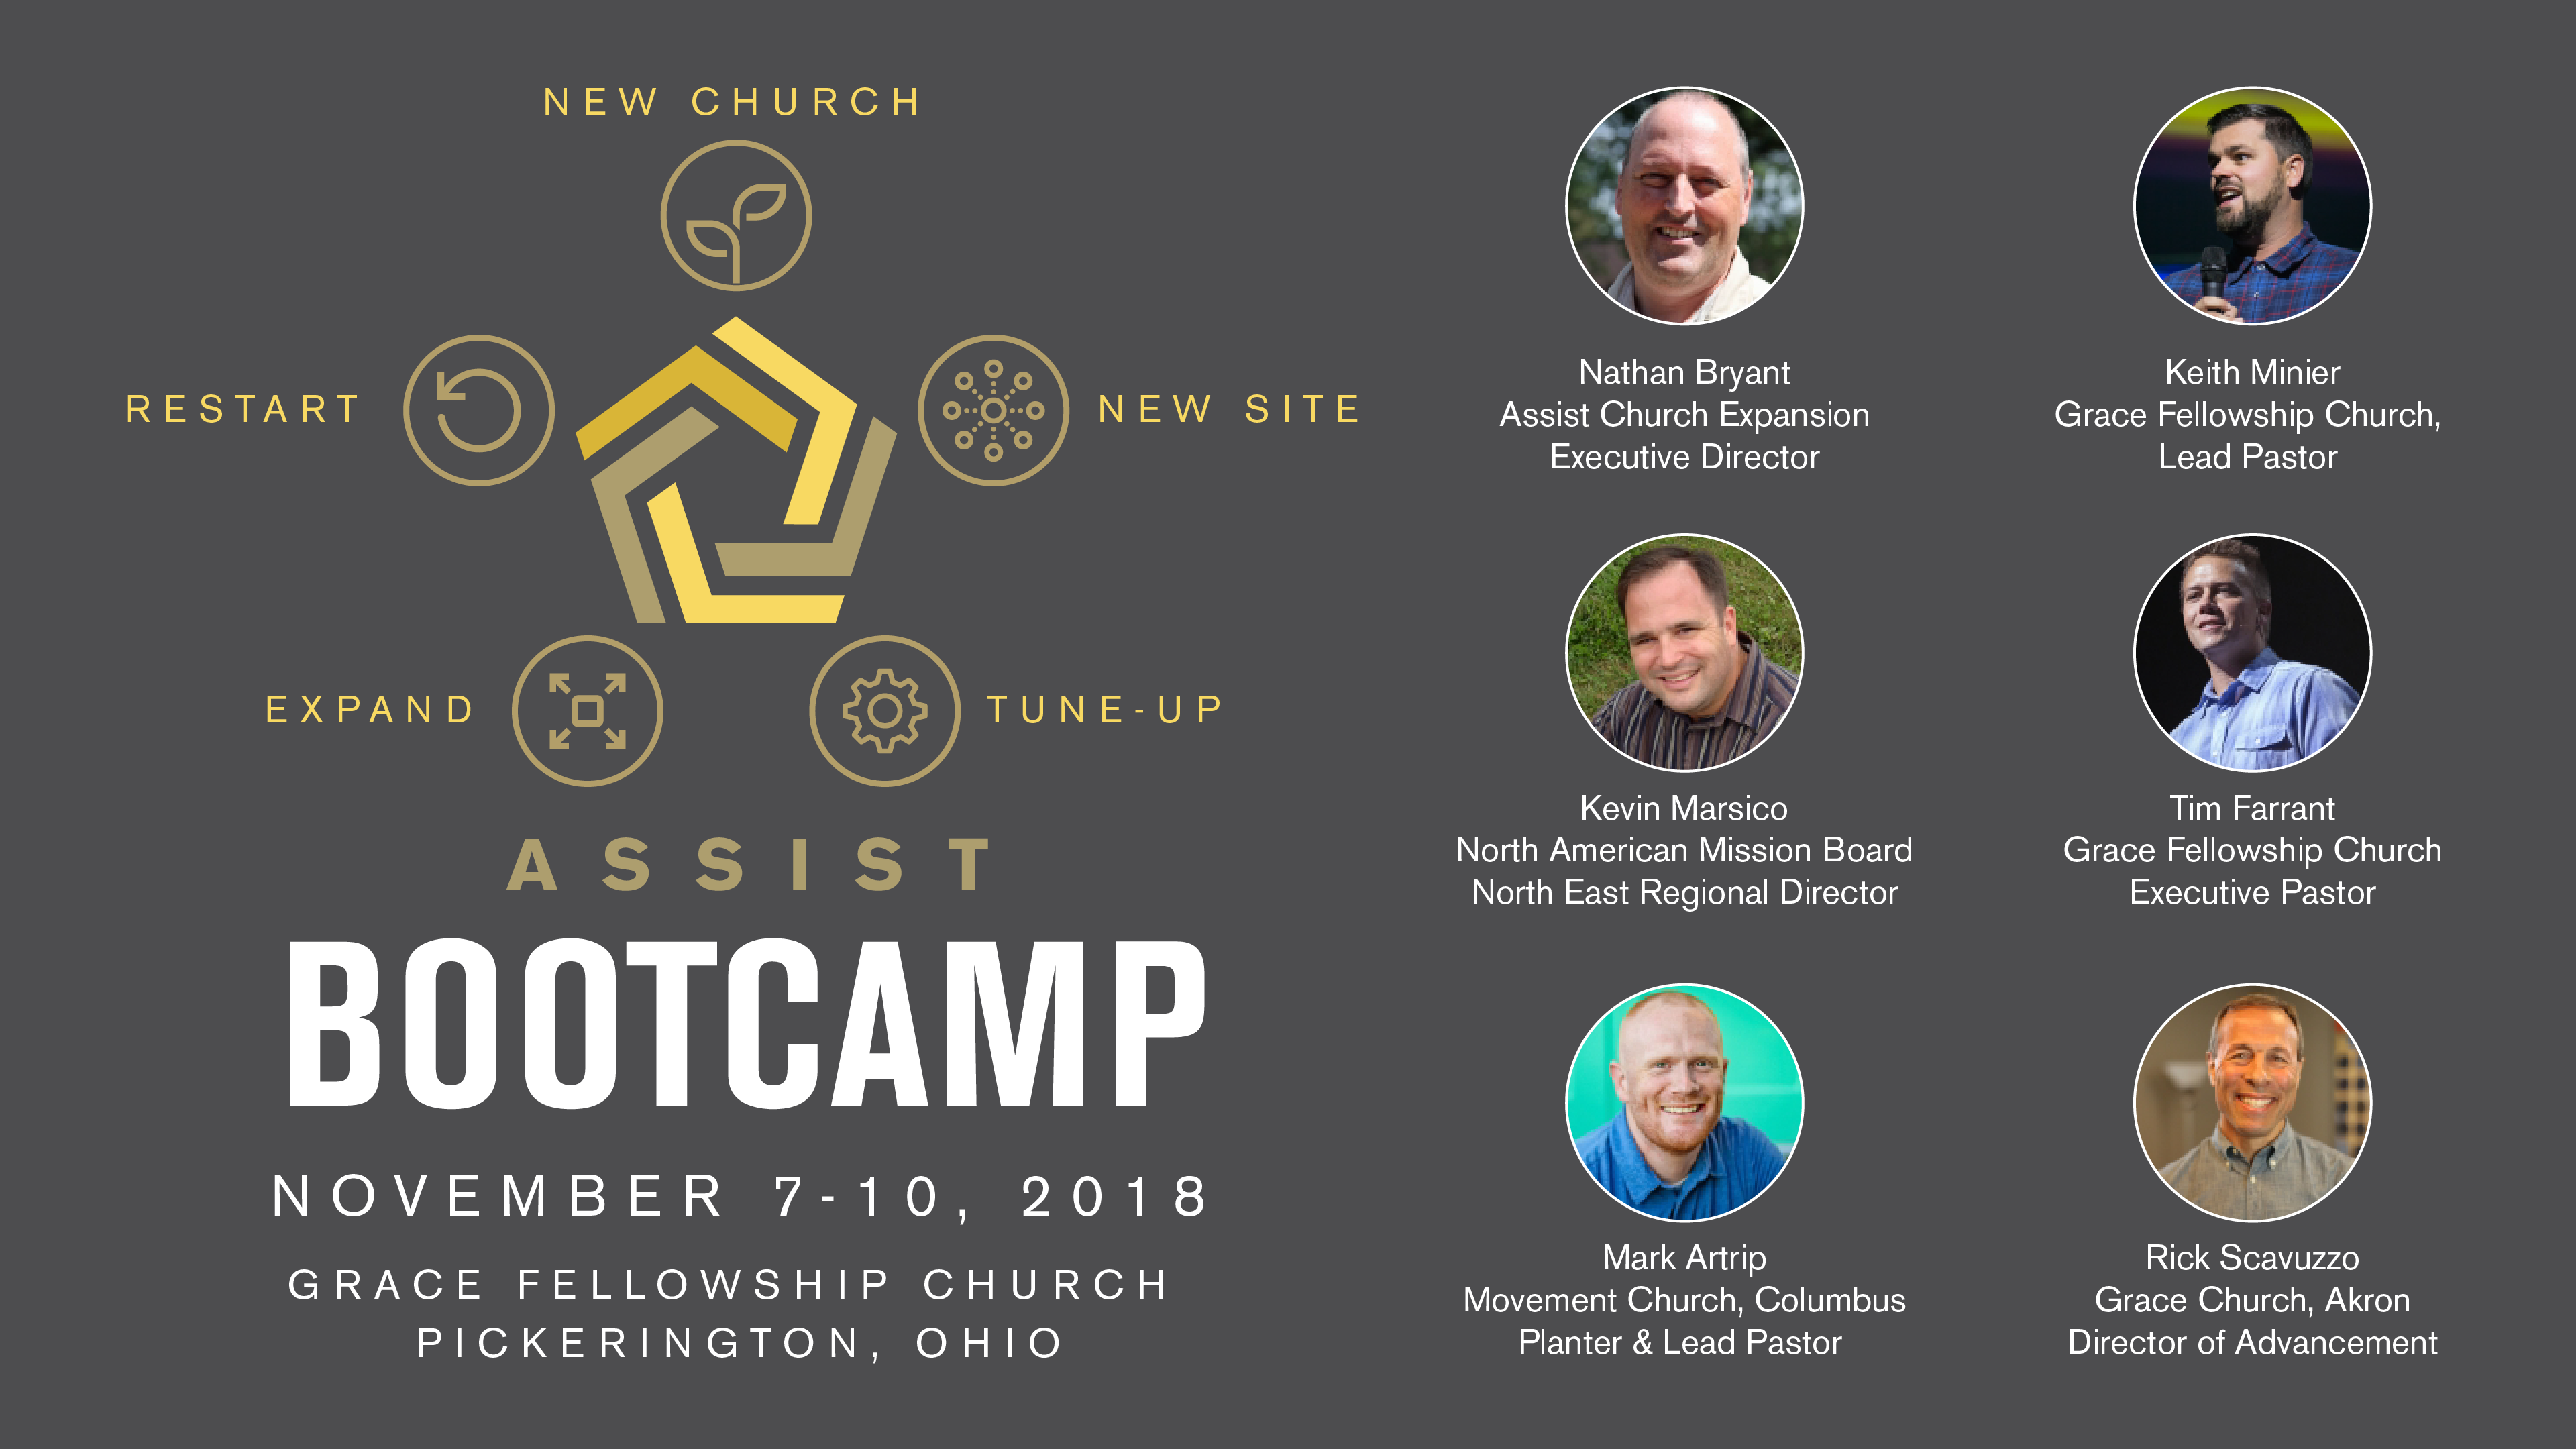 NEW CHURCH
RESTART
NEW SITE
EXPAND
TUNE-UP
ASSIST
BOOTCAMP
NOVEMBER 7-10, 2018
GRACE FELLOWSHIP CHURCH
PICKERINGTON, OHIO
Nathan Bryant
Assist Church Expansion
Executive Director
Keith Minier
Grace Fellowship Church,
Lead Pastor
Kevin Marsico
North American Mission Board
North East Regional Director
Tim Farrant
Grace Fellowship Church
Executive Pastor
Mark Artrip
Movement Church, Columbus
Planter & Lead Pastor
Rick Scavuzzo
Grace Church, Akron
Director of Advancement